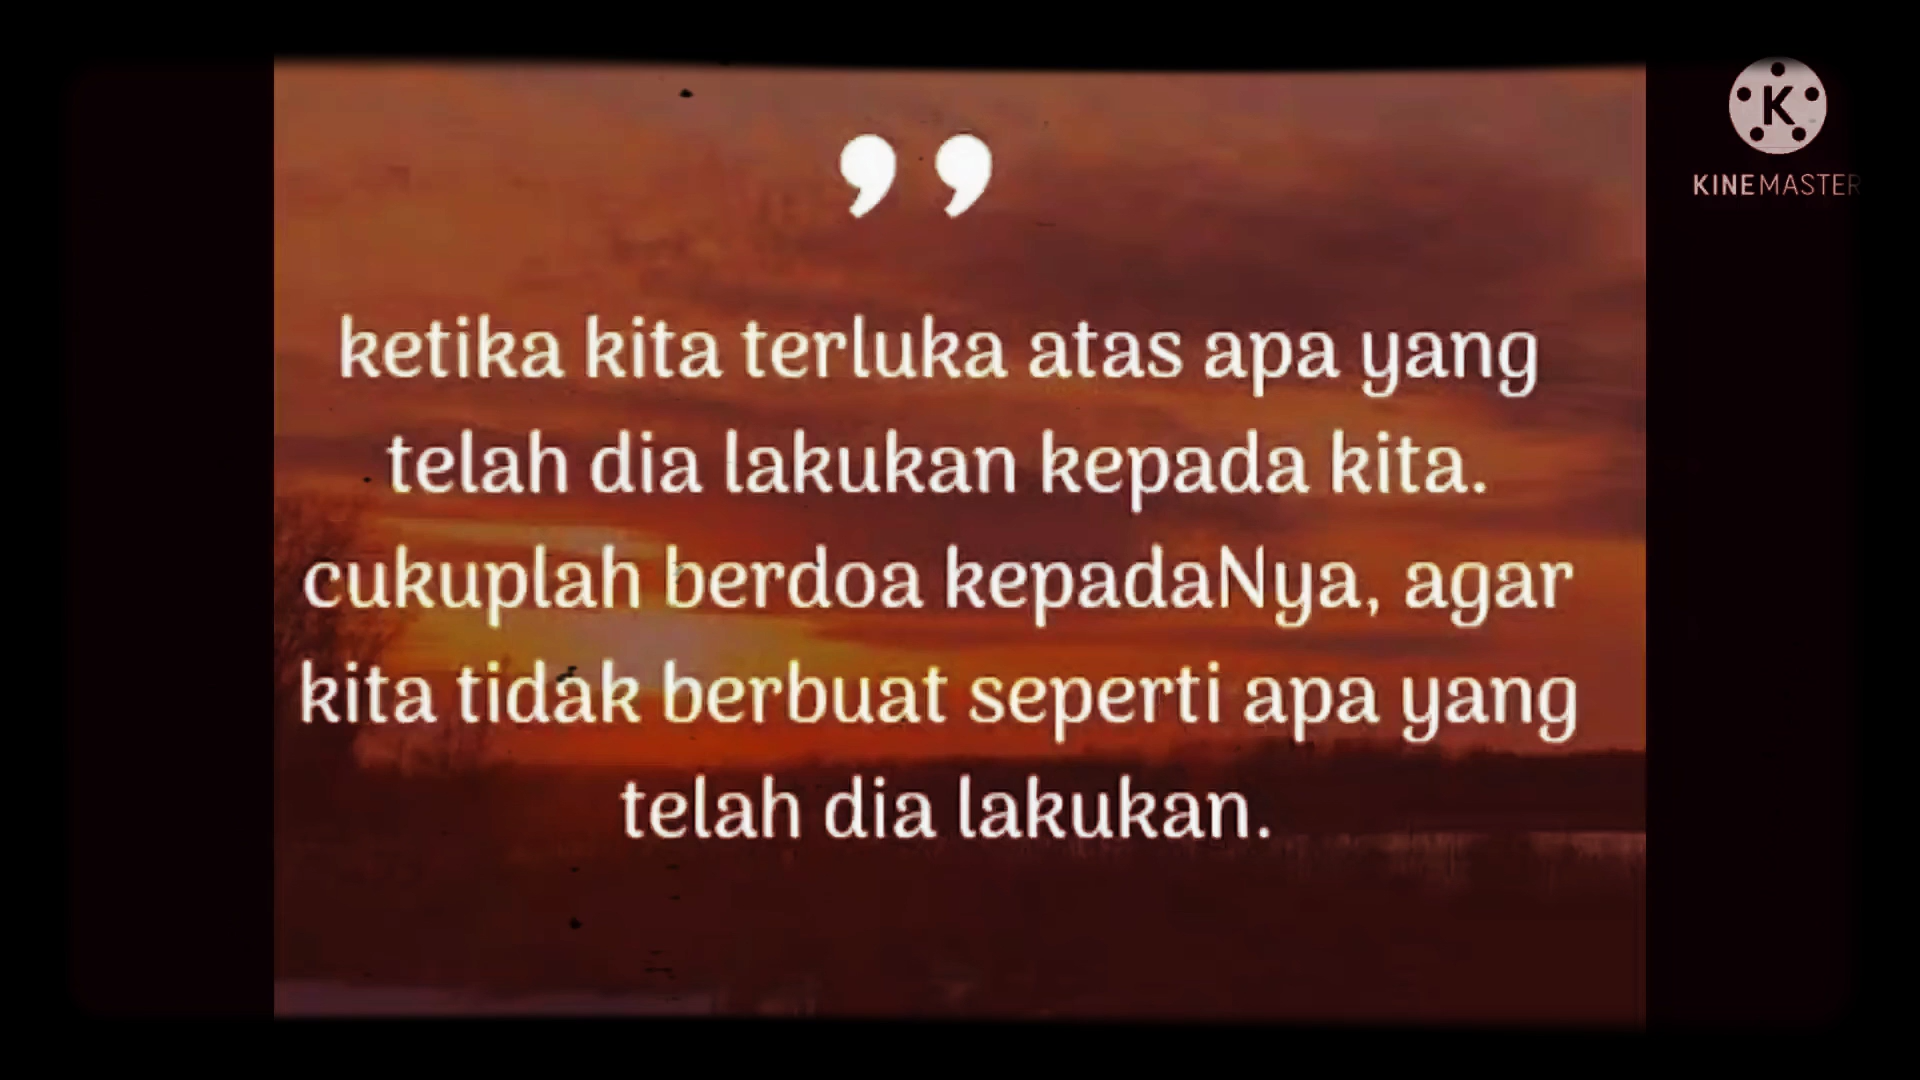 ””
ketika kita terluka atas apa yang
telah dia lakukan kepada kita.
cukuplah berdoa kepadaNya, agar
kita tidak berbuat seperti apa yang
telah dia lakukan.
K
KINEMASTER